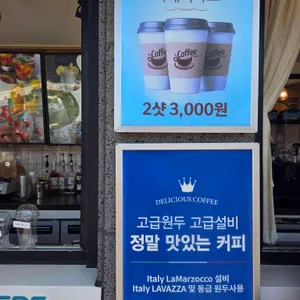 Coffee
Coffee
Coffee
2샷 3,000원
DELICIOUS COFFEE
고급원두 고급설비
정말 맛있는 커피
Italy LaMarzocco 설비
Italy LAVAZZA 및 동급 원두사용